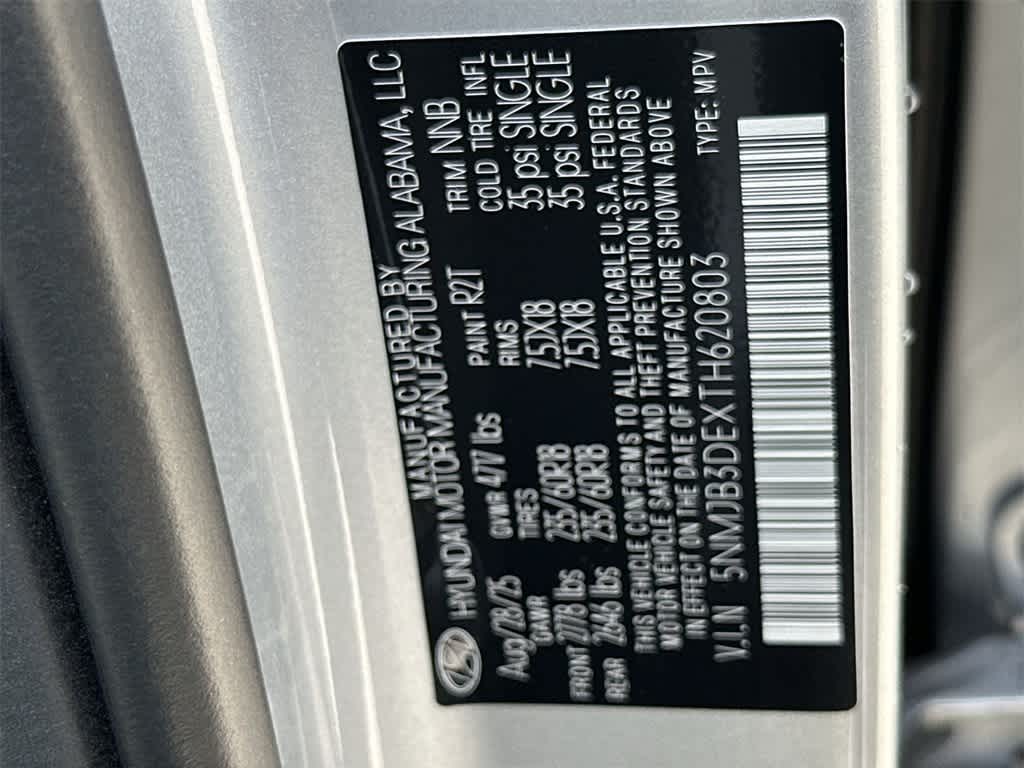 MANUFACTURED BY
HYUNDAI MOTOR MANUFACTURING ALABAMA, LLC
Aug/28/25 GVWR 4777 lbs PAINT R2T TRIM NNB
GAWR TIRES RIMS COLD TIRE INFL
FRONT 2778 lbs 235/60R18 7.5JX18 35 psi SINGLE
REAR 2646 lbs 235/60R18 7.5JX18 35 psi SINGLE
THIS VEHICLE CONFORMS TO ALL APPLICABLE U.S.A. FEDERAL
MOTOR VEHICLE SAFETY AND THEFT PREVENTION STANDARDS
IN EFFECT ON THE DATE OF MANUFACTURE SHOWN ABOVE
V.I.N 5NMJB3DEXTH620803 TYPE: MPV